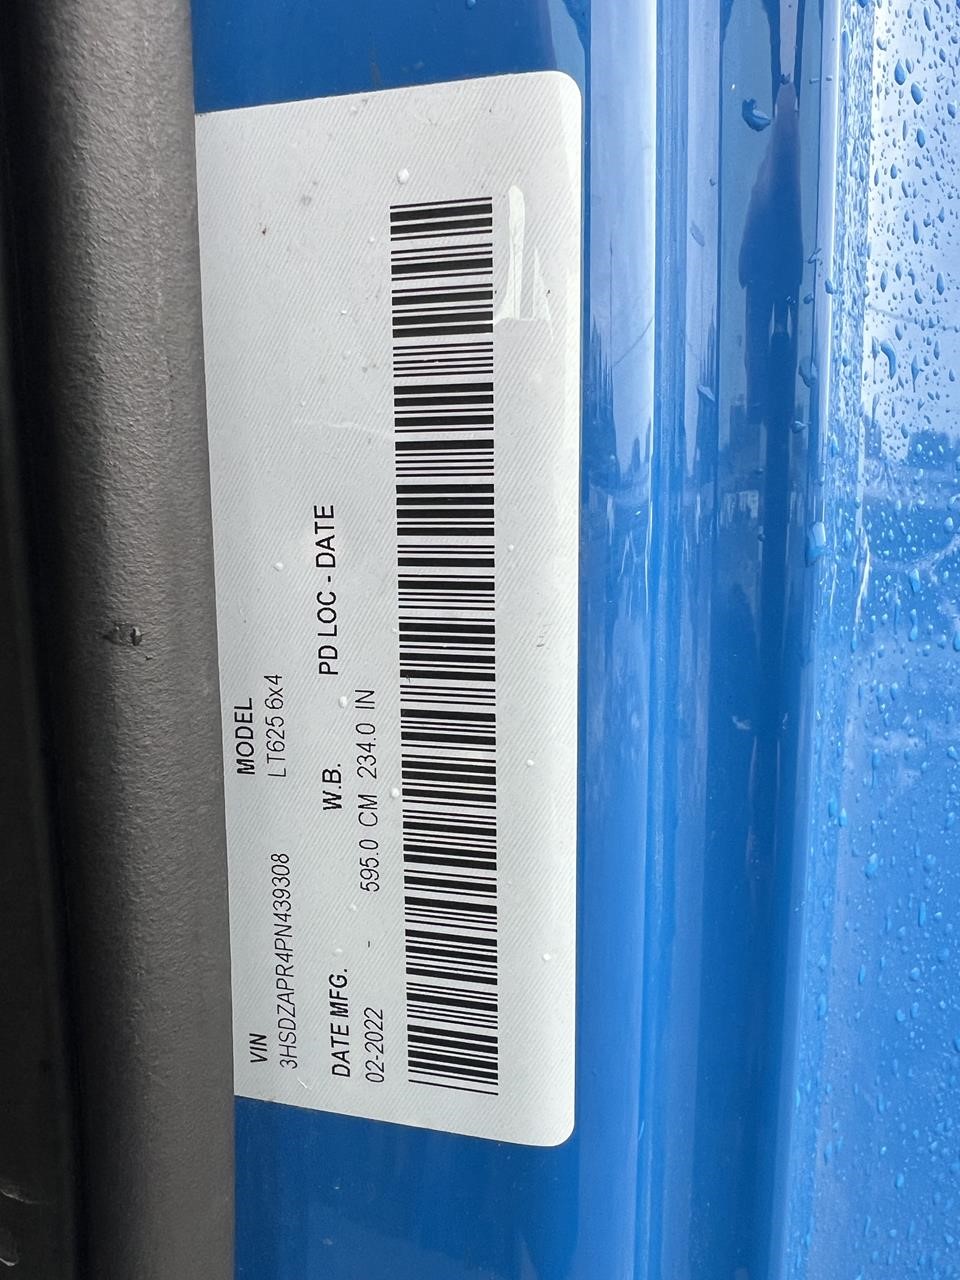 VIN MODEL
3HSDZAPR4PN439308 LT625 6x4
DATE MFG. W.B. PD LOC - DATE
02-2022 - 595.0 CM 234.0 IN